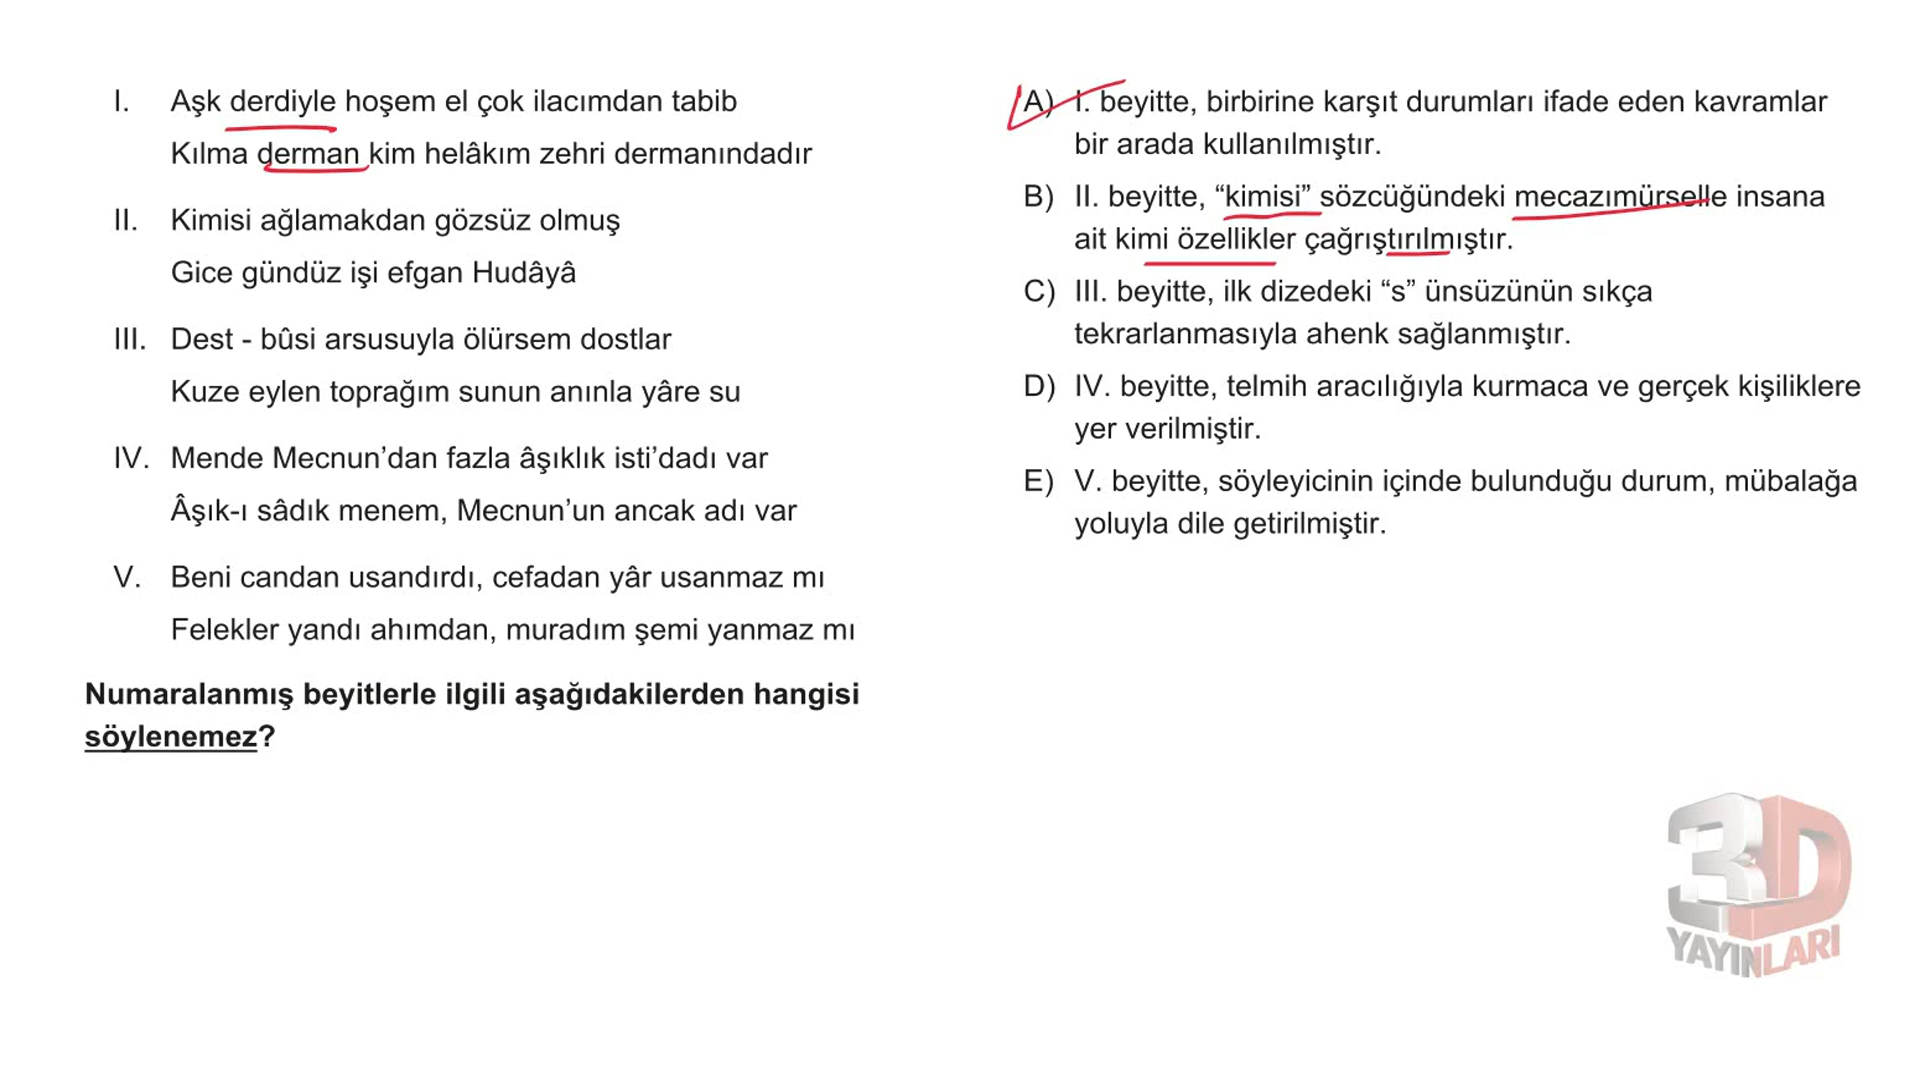 I. Aşk derdiyle hoşem el çok ilacımdan tabib
Kılma derman kim helâkım zehri dermanındadır
II. Kimisi ağlamakdan gözsüz olmuş
Gice gündüz işi efgan Hudâyâ
III. Dest - bûsi arsusuyla ölürsem dostlar
Kuze eylen toprağım sunun anınla yâre su
IV. Mende Mecnun’dan fazla âşıklık isti’dadı var
Âşık-ı sâdık menem, Mecnun’un ancak adı var
V. Beni candan usandırdı, cefadan yâr usanmaz mı
Felekler yandı ahımdan, muradım şemi yanmaz mı
Numaralanmış beyitlerle ilgili aşağıdakilerden hangisi
söylenemez?
A) I. beyitte, birbirine karşıt durumları ifade eden kavramlar
bir arada kullanılmıştır.
B) II. beyitte, “kimisi” sözcüğündeki mecazımürselle insana
ait kimi özellikler çağrıştırılmıştır.
C) III. beyitte, ilk dizedeki “s” ünsüzünün sıkça
tekrarlanmasıyla ahenk sağlanmıştır.
D) IV. beyitte, telmih aracılığıyla kurmaca ve gerçek kişiliklere
yer verilmiştir.
E) V. beyitte, söyleyicinin içinde bulunduğu durum, mübalağa
yoluyla dile getirilmiştir.
3D
YAYINLARI